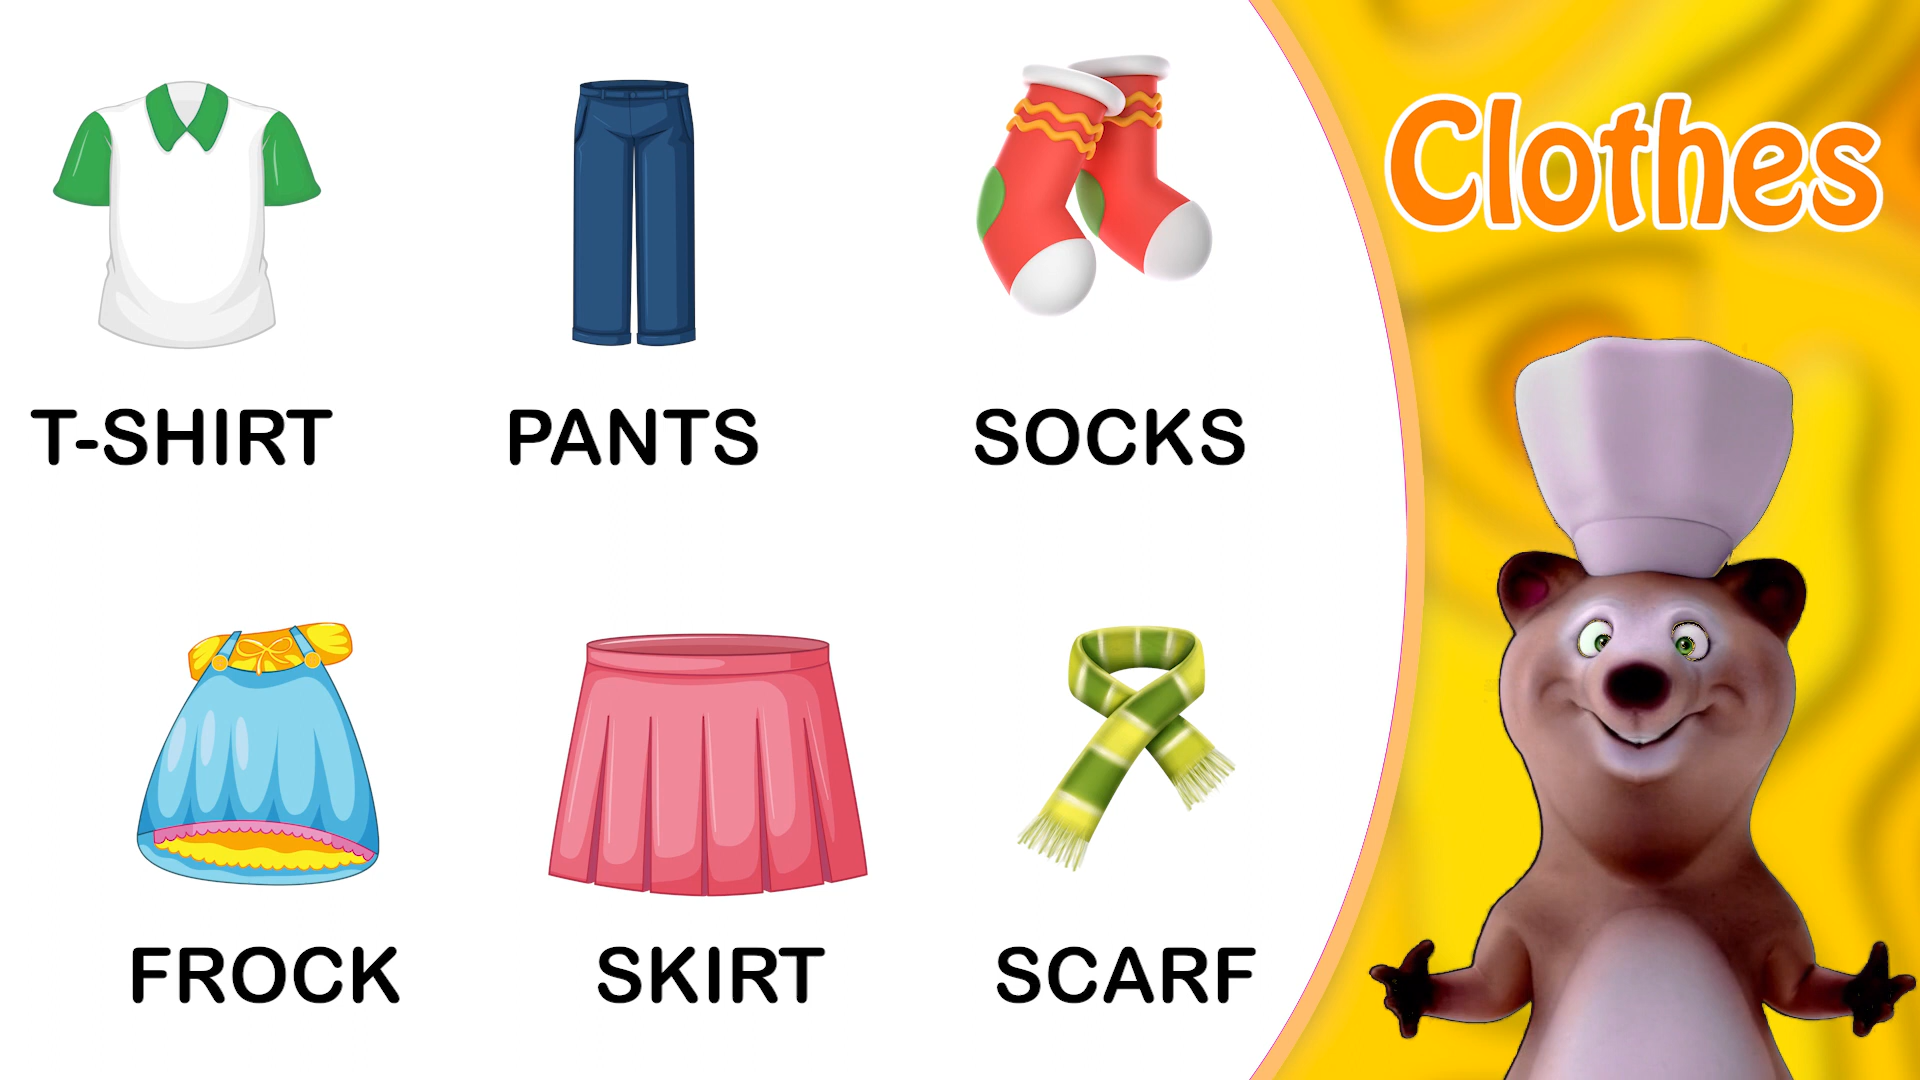 Clothes
T-SHIRT
PANTS
SOCKS
FROCK
SKIRT
SCARF